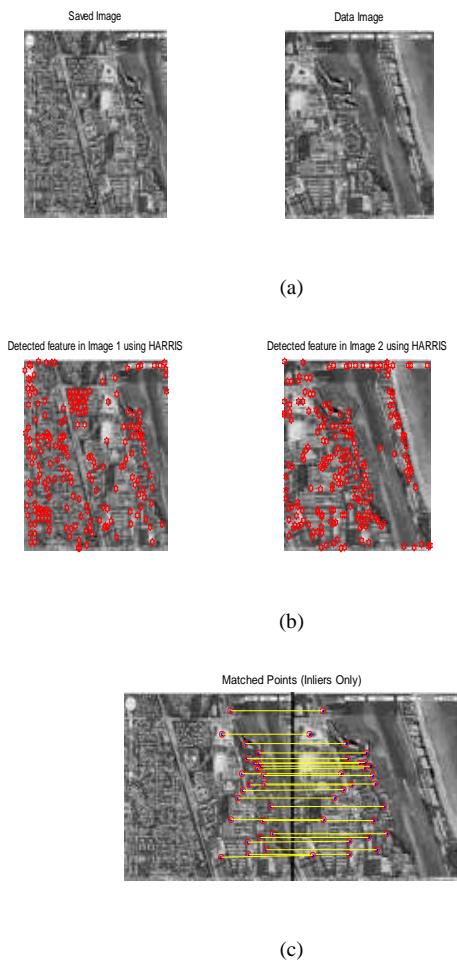 Saved Image
Data Image
(a)
Detected feature in Image 1 using HARRIS
Detected feature in Image 2 using HARRIS
(b)
Matched Points (Inliers Only)
(c)